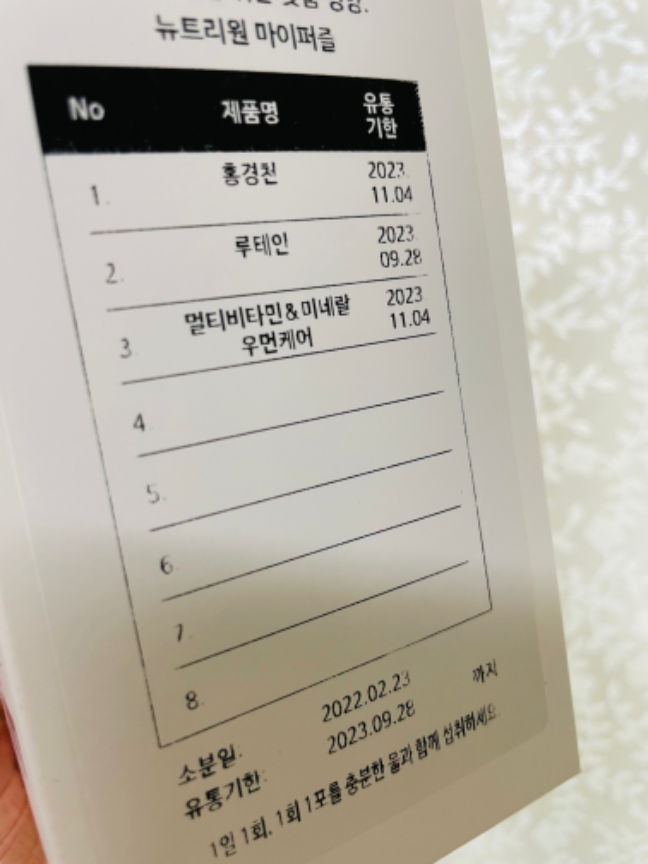 뉴트리원 마이퍼즐
No 제품명 유통
기한
1. 홍경천 2023.
11.04
2. 루테인 2023
09.28
3. 멀티비타민&미네랄 2023
우먼케어 11.04
4.
5.
6.
7.
8.
소분일: 2022.02.23
유통기한: 2023.09.28 까지
1일 1회, 1회 1포를 충분한 물과 함께 섭취하세요.